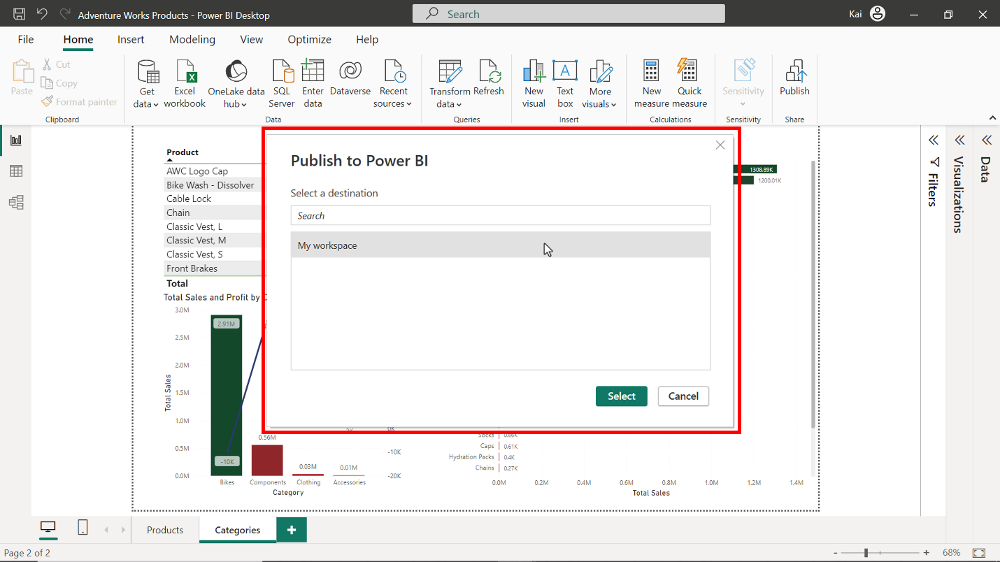 Adventure Works Products - Power BI Desktop
Search
Kai
File
Home
Insert
Modeling
View
Optimize
Help
Paste
Cut
Copy
Format painter
Clipboard
Get
data
Excel
workbook
OneLake data
hub
SQL
Server
Enter
data
Dataverse
Recent
sources
Data
Transform
data
Refresh
Queries
New
visual
A
Text
box
More
visuals
Insert
New
measure
Quick
measure
Calculations
Sensitivity
Sensitivity
Publish
Share
Product
AWC Logo Cap
Bike Wash - Dissolver
Cable Lock
Chain
Classic Vest, L
Classic Vest, M
Classic Vest, S
Front Brakes
Total
Publish to Power BI
Select a destination
Search
My workspace
Select
Cancel
1308.89K
1200.01K
Filters
Visualizations
Data
Total Sales and Profit by
3.0M
2.5M
2.0M
1.5M
1.0M
0.5M
0.0M
Total Sales
2.91M
-10K
0.56M
0.03M
0.01M
-10K
-20K
Bikes
Components
Clothing
Accessories
Category
Socks 0.66K
Caps 0.61K
Hydration Packs 0.4K
Chains 0.27K
0.0M 0.2M 0.4M 0.6M 0.8M 1.0M 1.2M 1.4M
Total Sales
Products
Categories
+
Page 2 of 2
- + 68%